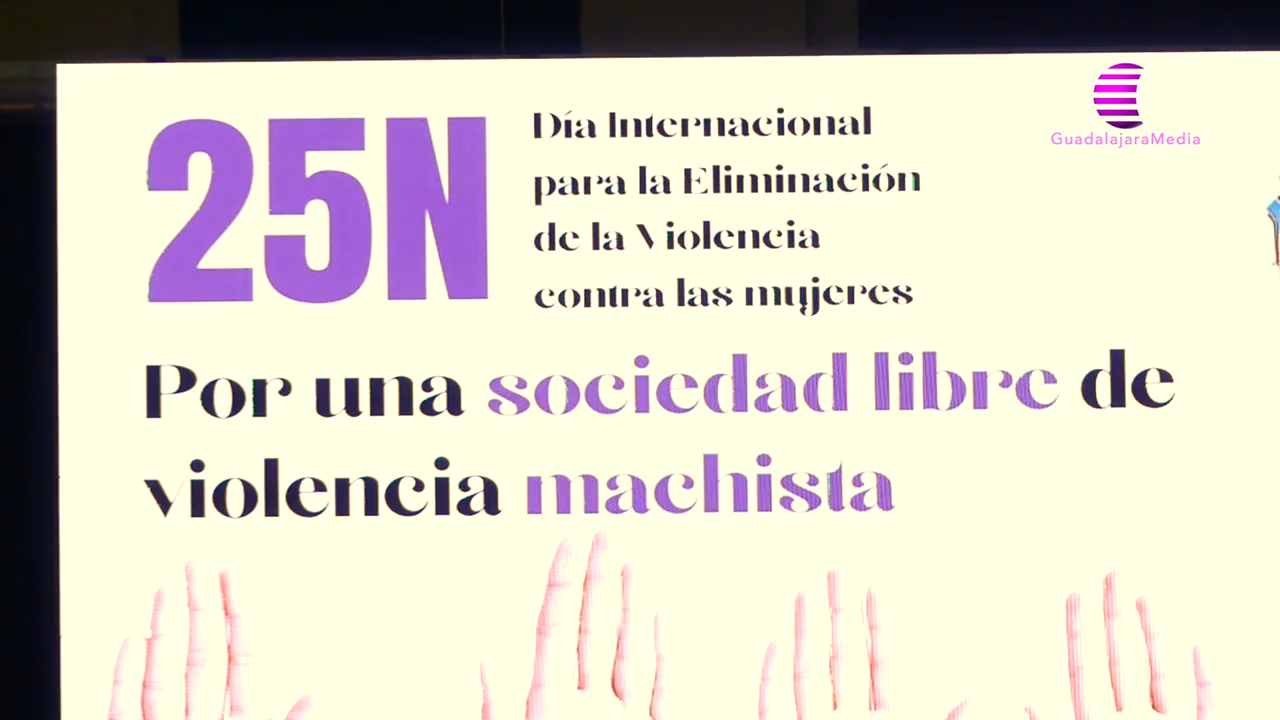 25N
Día Internacional
para la Eliminación
de la Violencia
contra las mujeres
Por una sociedad libre de
violencia machista
GuadalajaraMedia